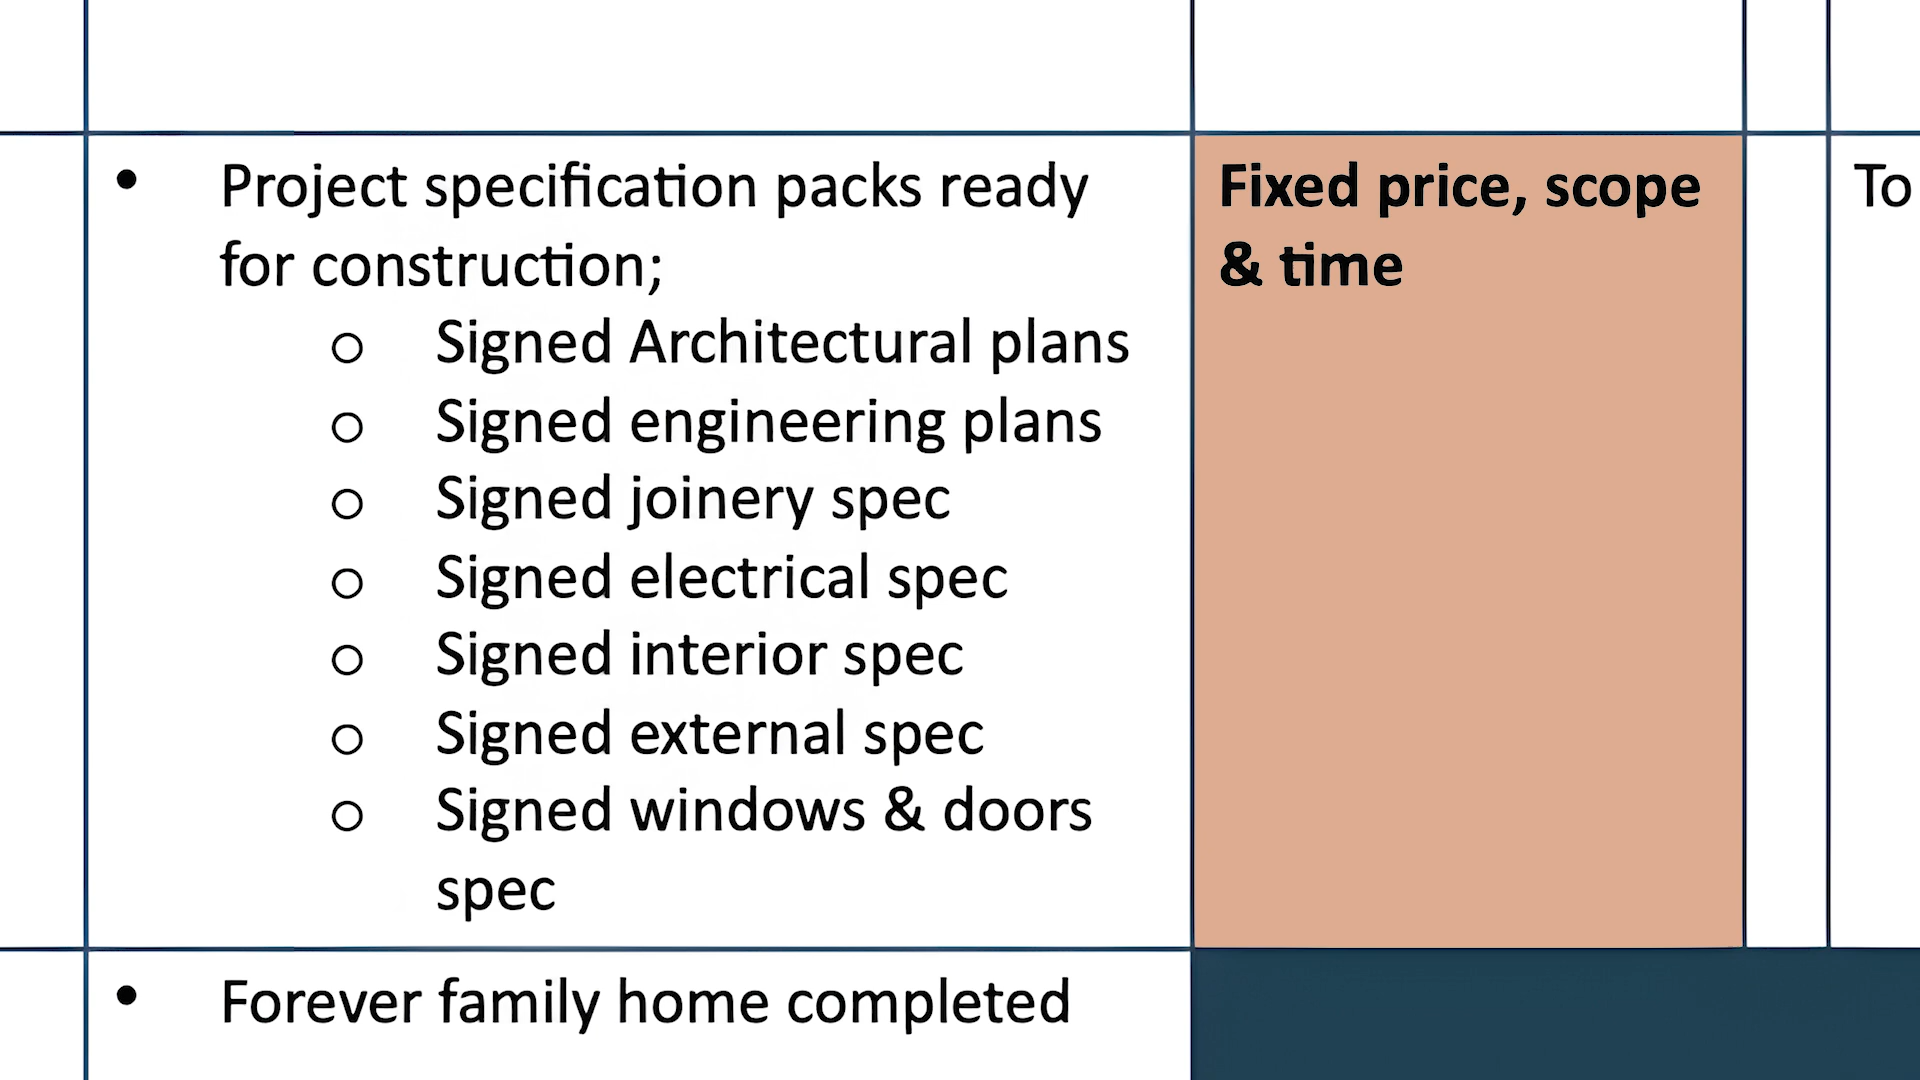 • Project specification packs ready
for construction;
o Signed Architectural plans
o Signed engineering plans
o Signed joinery spec
o Signed electrical spec
o Signed interior spec
o Signed external spec
o Signed windows & doors
spec
Fixed price, scope
& time
To
• Forever family home completed